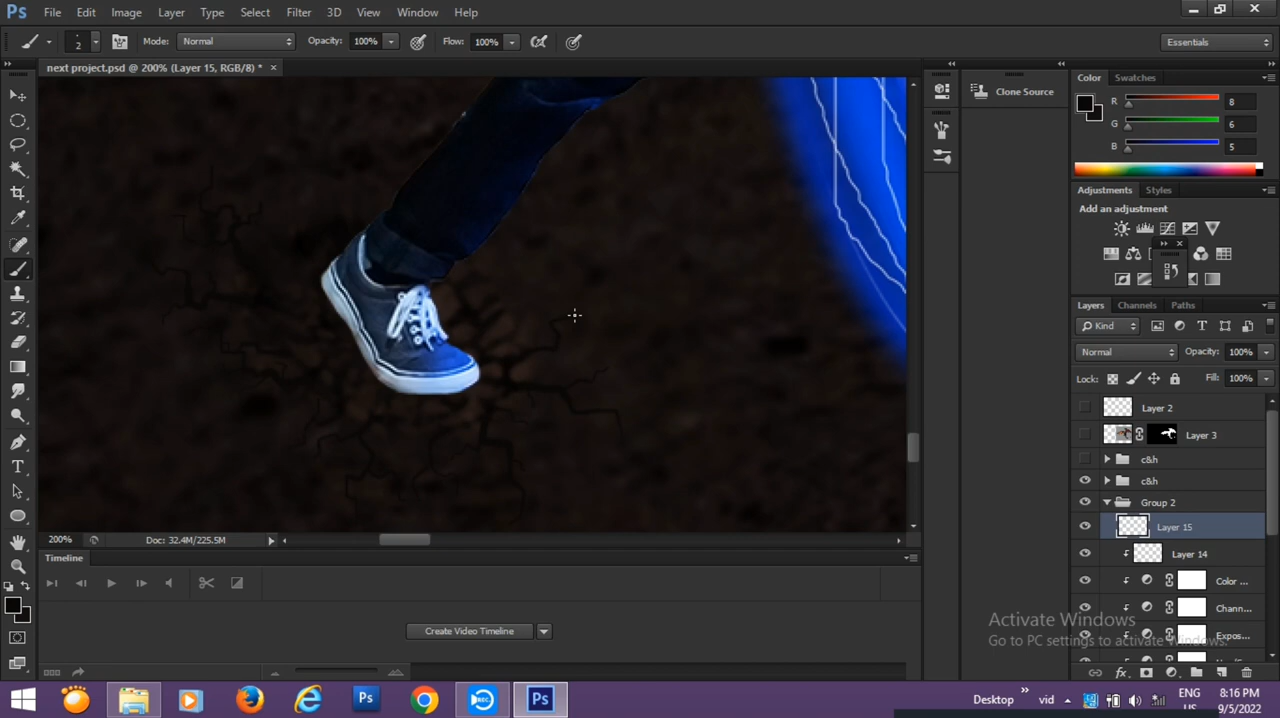 Ps File Edit Image Layer Type Select Filter 3D View Window Help
2 Mode: Normal Opacity: 100% Flow: 100% Essentials
next project.psd @ 200% (Layer 15, RGB/8) * ×
Clone Source
Color Swatches
R 8
G 6
B 5
Adjustments Styles
Add an adjustment
Layers Channels Paths
Kind
Normal Opacity: 100%
Lock: Fill: 100%
Layer 2
Layer 3
c&h
c&h
Group 2
Layer 15
Layer 14
Color ...
Chann...
Expos...
200% Doc: 32.4M/225.5M
Timeline
Create Video Timeline
Activate Windows
Go to PC settings to activate Windows.
Ps REC Ps
Desktop » vid ENG 8:16 PM
9/5/2022